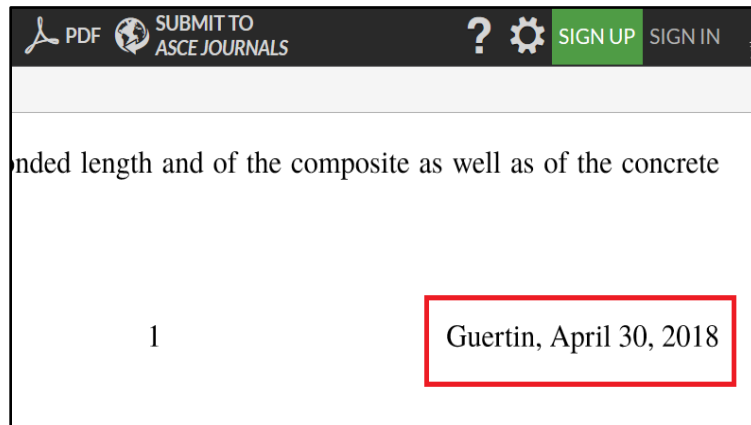 PDF SUBMIT TO
ASCE JOURNALS
? SIGN UP SIGN IN
length and of the composite as well as of the concrete
1 Guertin, April 30, 2018